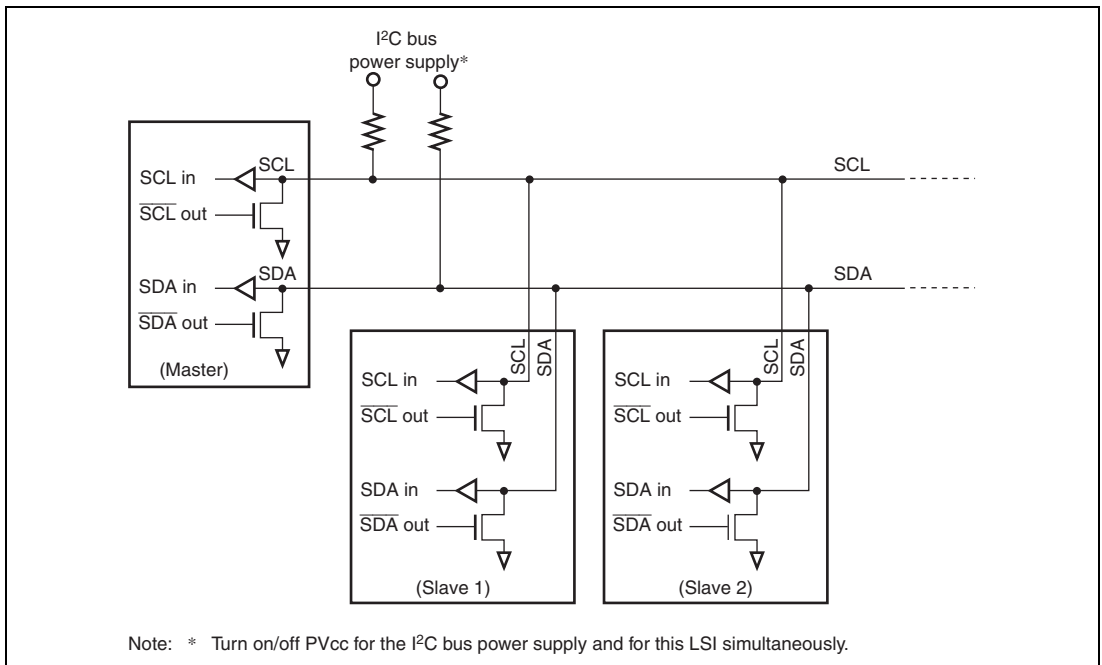 I²C bus
power supply*
SCL
SCL in
SCL out
SDA
SDA in
SDA out
(Master)
SCL
SDA
SCL
SDA
SCL in
SCL out
SDA in
SDA out
(Slave 1)
SCL
SDA
SCL in
SCL out
SDA in
SDA out
(Slave 2)
Note: * Turn on/off PVcc for the I²C bus power supply and for this LSI simultaneously.